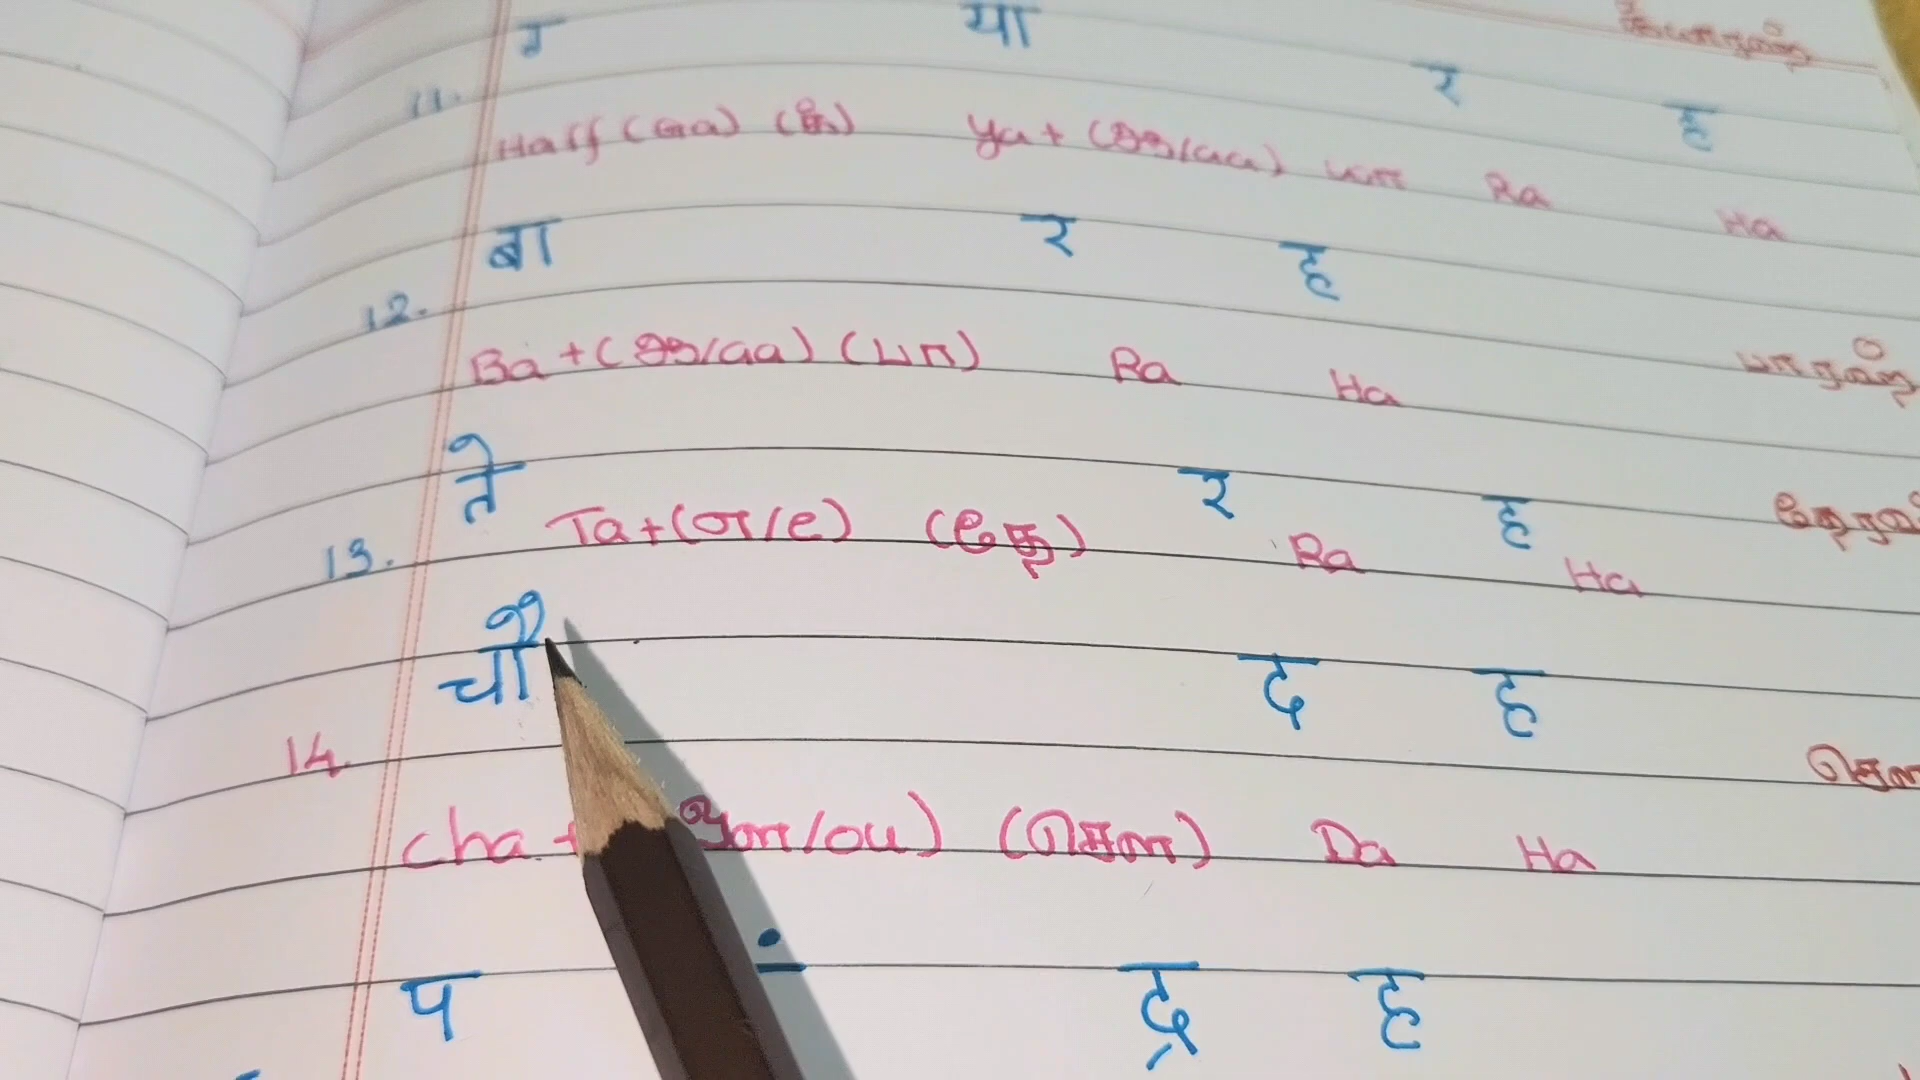 ग या र ह
11.
Half (Ga) (க்) Ya+ (ஆ/aa) யா Ra Ha
बा र ह
12.
Ba+(ஆ/aa) (பா) Ra Ha பாரஹ்
ते र ह
13. Ta+(ஏ/e) (தே) Ra Ha
चौ द ह
14.
Cha+ ஔ/ou) (சௌ) Da Ha சௌ
प ं द्र ह